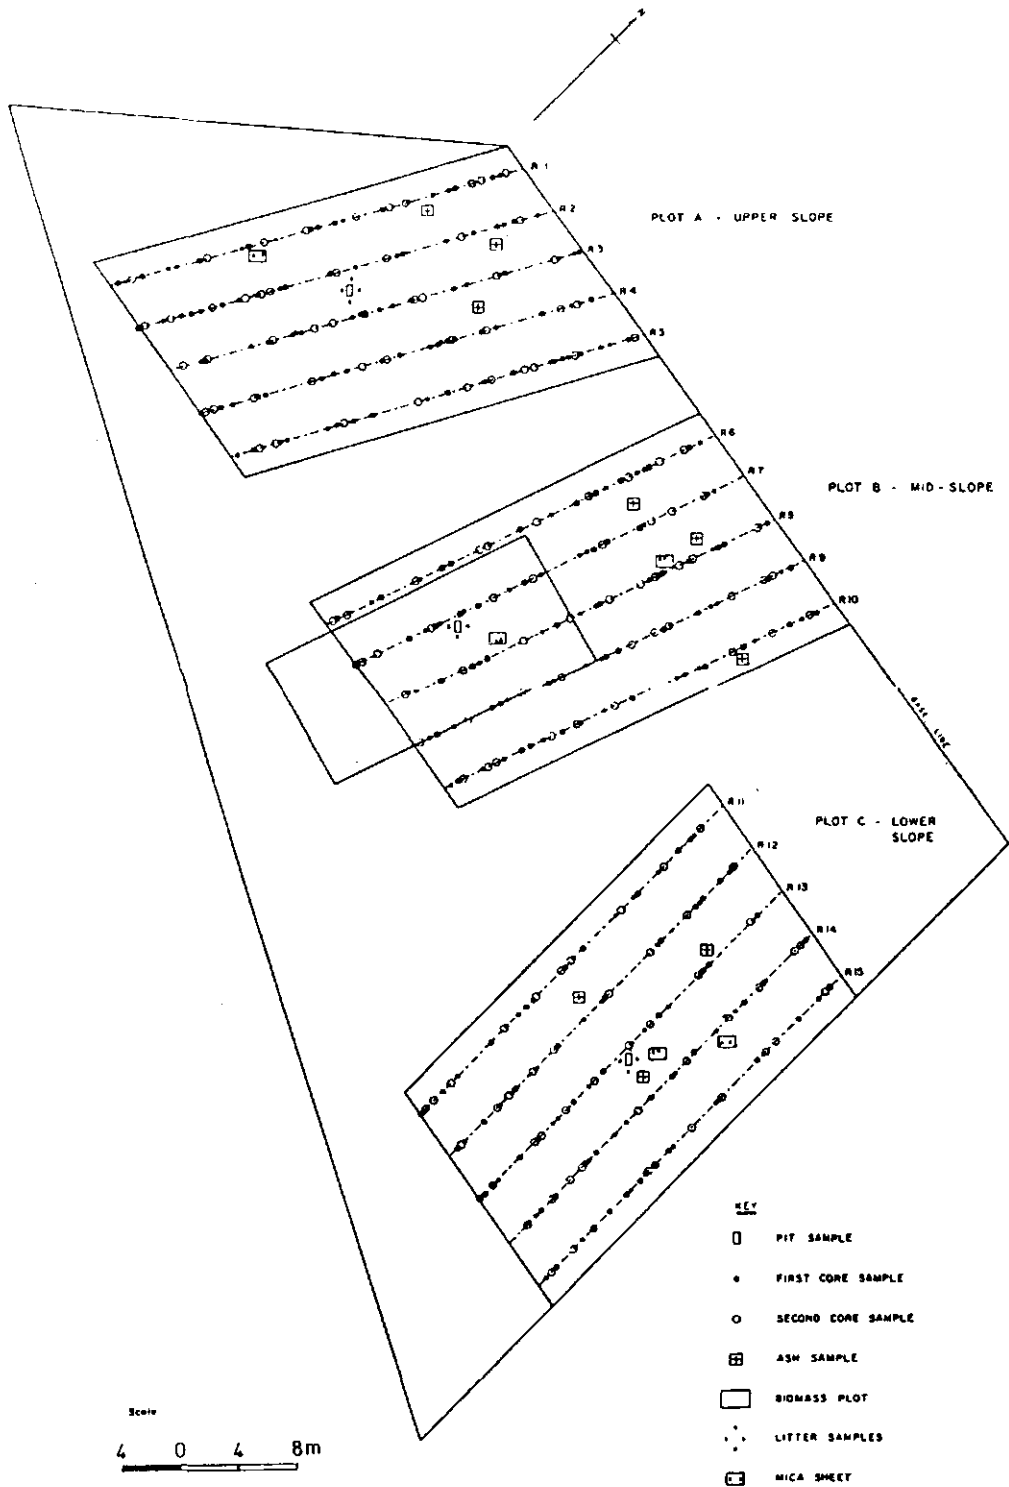 N
R 1
R 2
R 3
R 4
R 5
PLOT A - UPPER SLOPE
R 6
R 7
R 8
R 9
R 10
PLOT B - MID-SLOPE
BASE LINE
R 11
R 12
R 13
R 14
R 15
PLOT C - LOWER
SLOPE
KEY
PIT SAMPLE
FIRST CORE SAMPLE
SECOND CORE SAMPLE
ASH SAMPLE
BIOMASS PLOT
LITTER SAMPLES
MICA SHEET
Scale
4 0 4 8m